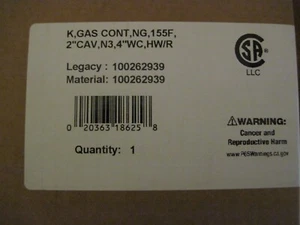 K,GAS CONT,NG,155F,
2"CAV,N3,4"WC,HW/R
CSA
LLC
Legacy : 100262939
Material: 100262939
0 20363 18625 8
Quantity: 1
⚠WARNING:
Cancer and
Reproductive Harm
www.P65Warnings.ca.gov